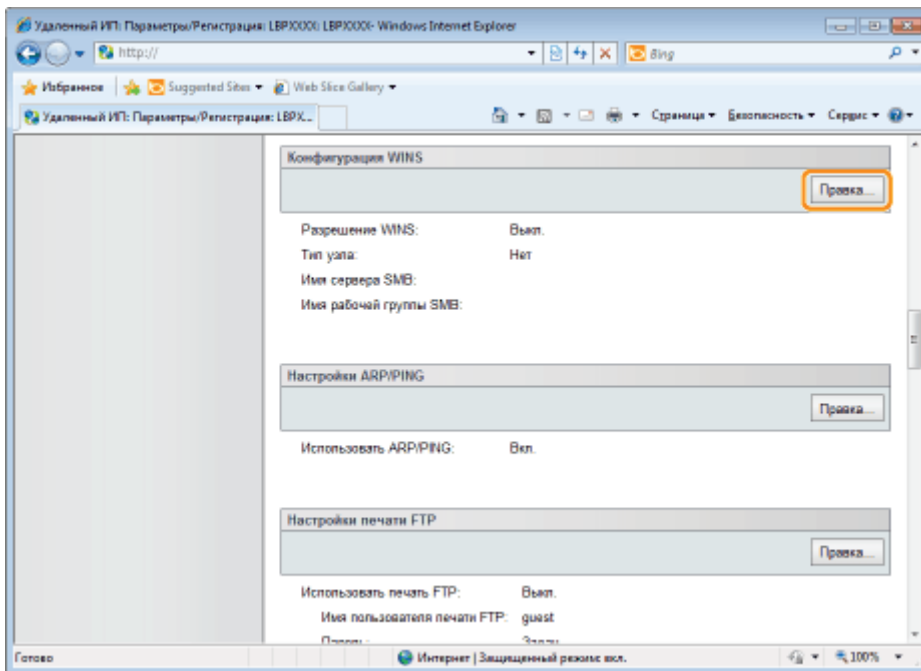 Удаленный ИП: Параметры/Регистрация: LBPXXXX: LBPXXXX- Windows Internet Explorer
http://
Bing
Избранное
Suggested Sites
Web Slice Gallery
Удаленный ИП: Параметры/Регистрация: LBPX...
Страница
Безопасность
Сервис
Конфигурация WINS
Правка...
Разрешение WINS: Выкл.
Тип узла: Нет
Имя сервера SMB:
Имя рабочей группы SMB:
Настройки ARP/PING
Правка...
Использовать ARP/PING: Вкл.
Настройки печати FTP
Правка...
Использовать печать FTP: Выкл.
Имя пользователя печати FTP: guest
Готово
Интернет | Защищенный режим: вкл.
100%